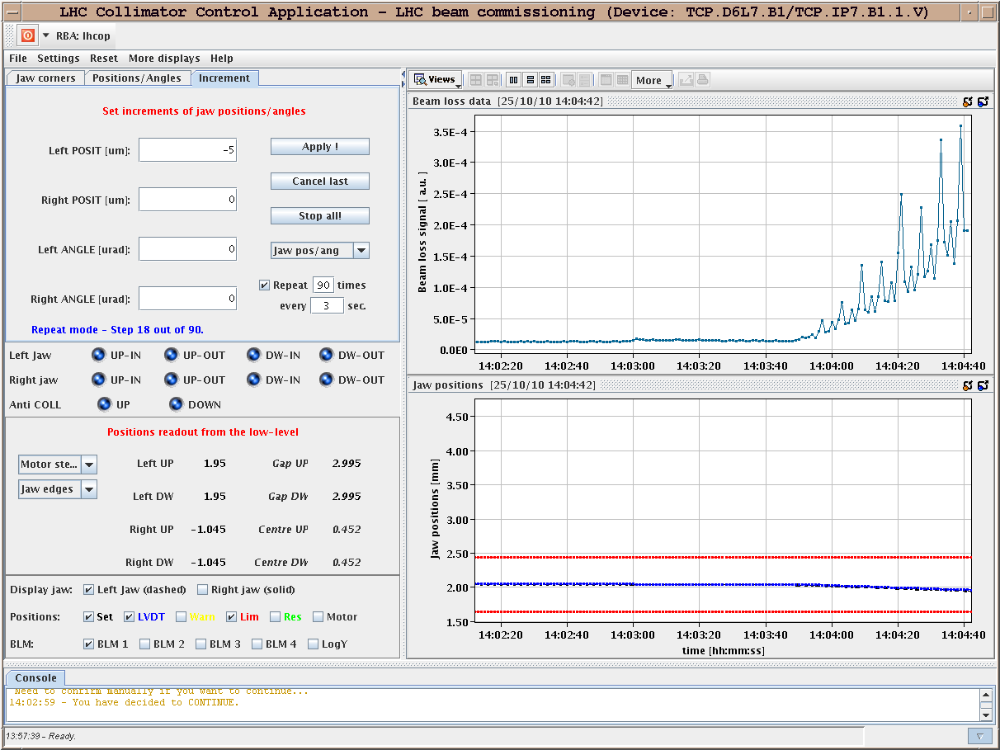 LHC Collimator Control Application - LHC beam commissioning (Device: TCP.D6L7.B1/TCP.IP7.B1.1.V)
RBA: lhcop
File Settings Reset More displays Help
Jaw corners Positions/Angles Increment
Set increments of jaw positions/angles
Left POSIT [um]: -5 Apply !
Cancel last
Right POSIT [um]: 0
Stop all!
Left ANGLE [urad]: 0 Jaw pos/ang
Repeat 90 times
Right ANGLE [urad]: 0 every 3 sec.
Repeat mode - Step 18 out of 90.
Left Jaw UP-IN UP-OUT DW-IN DW-OUT
Right jaw UP-IN UP-OUT DW-IN DW-OUT
Anti COLL UP DOWN
Positions readout from the low-level
Motor ste... Left UP 1.95 Gap UP 2.995
Jaw edges Left DW 1.95 Gap DW 2.995
Right UP -1.045 Centre UP 0.452
Right DW -1.045 Centre DW 0.452
Display jaw: Left Jaw (dashed) Right jaw (solid)
Positions: Set LVDT Warn Lim Res Motor
BLM: BLM 1 BLM 2 BLM 3 BLM 4 LogY
Views More
Beam loss data [25/10/10 14:04:42]
Beam loss signal [ a.u. ]
3.5E-4
3.0E-4
2.5E-4
2.0E-4
1.5E-4
1.0E-4
5.0E-5
0.0E0
14:02:20 14:02:40 14:03:00 14:03:20 14:03:40 14:04:00 14:04:20 14:04:40
Jaw positions [25/10/10 14:04:42]
Jaw positions [mm]
4.50
4.00
3.50
3.00
2.50
2.00
1.50
14:02:20 14:02:40 14:03:00 14:03:20 14:03:40 14:04:00 14:04:20 14:04:40
time [hh:mm:ss]
Console
Need to confirm manually if you want to continue...
14:02:59 - You have decided to CONTINUE.
13:57:39 - Ready.